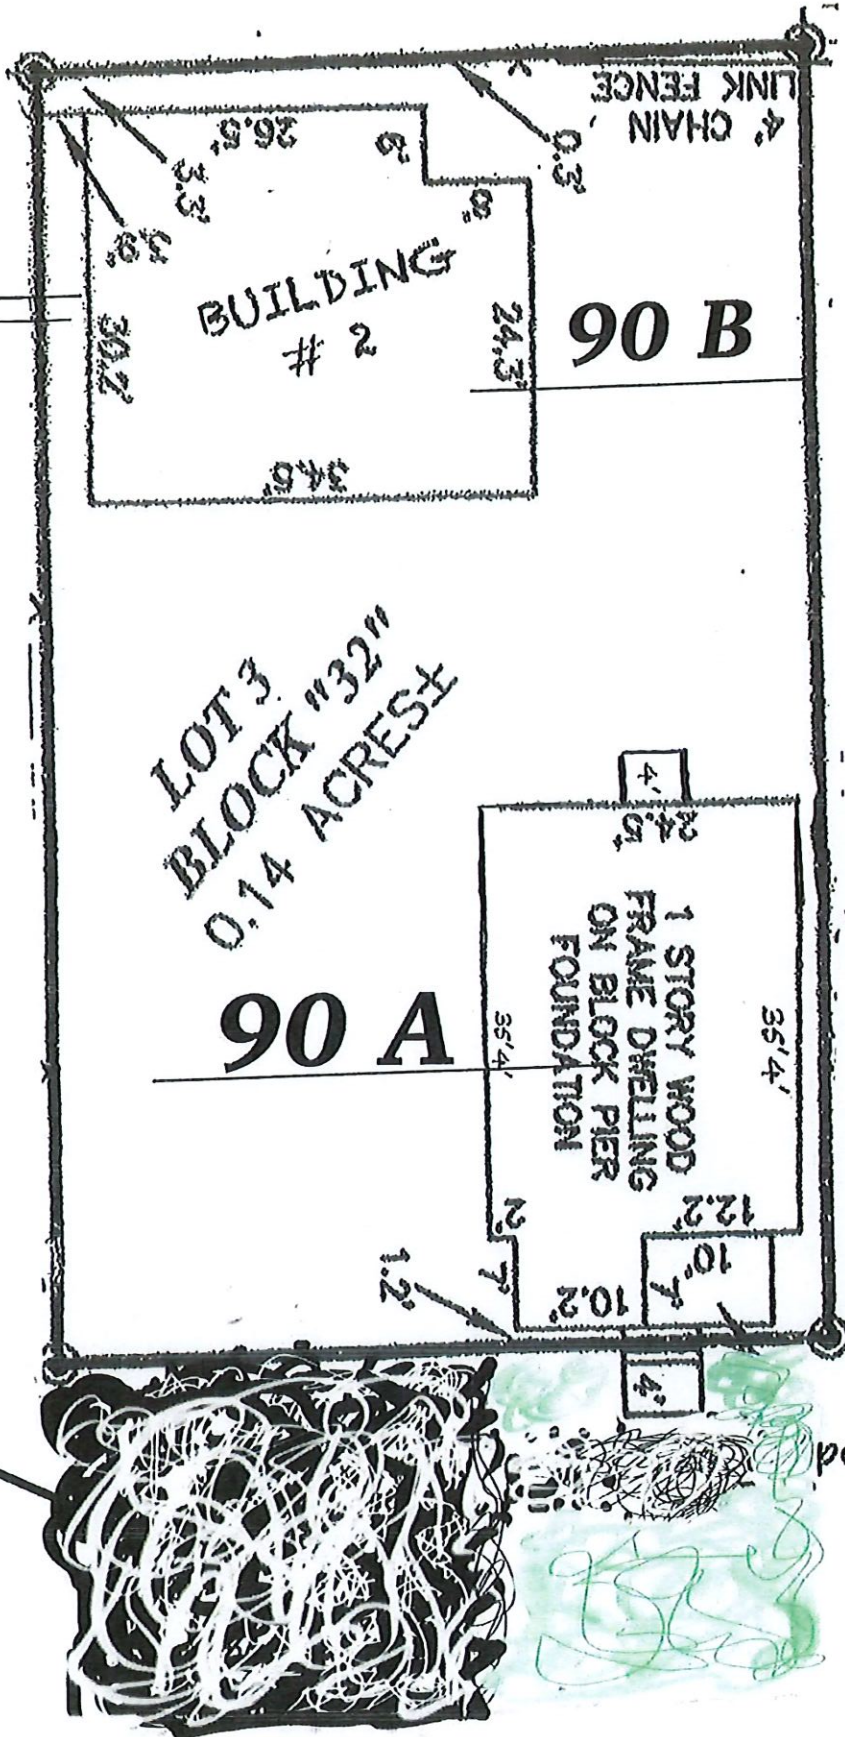 4' CHAIN
LINK FENCE
26.5'
6'
0.3'
3.3'
8'
3.9'
BUILDING
# 2
30.2'
24.3'
90 B
34.5'
LOT 3
BLOCK "32"
0.14 ACRES±
4'
24.5'
1 STORY WOOD
FRAME DWELLING
ON BLOCK PIER
FOUNDATION
90 A
35'4'
35'4'
2'
12.2'
10'
7'
7'
10.2'
1.2'
4'